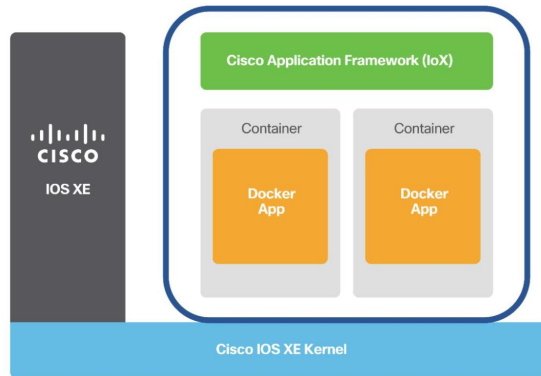 CISCO
IOS XE
Cisco Application Framework (IoX)
Container
Docker
App
Container
Docker
App
Cisco IOS XE Kernel